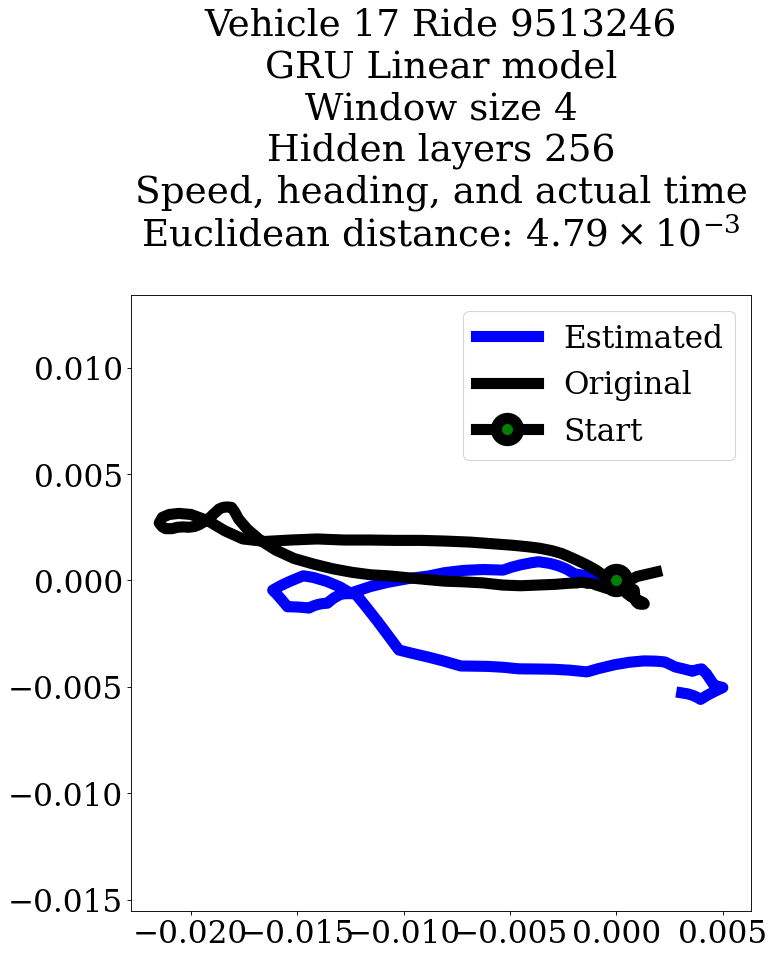 Vehicle 17 Ride 9513246
GRU Linear model
Window size 4
Hidden layers 256
Speed, heading, and actual time
Euclidean distance: 4.79 × 10⁻³
Estimated
Original
Start
0.010
0.005
0.000
−0.005
−0.010
−0.015
−0.020 −0.015 −0.010 −0.005 0.000 0.005